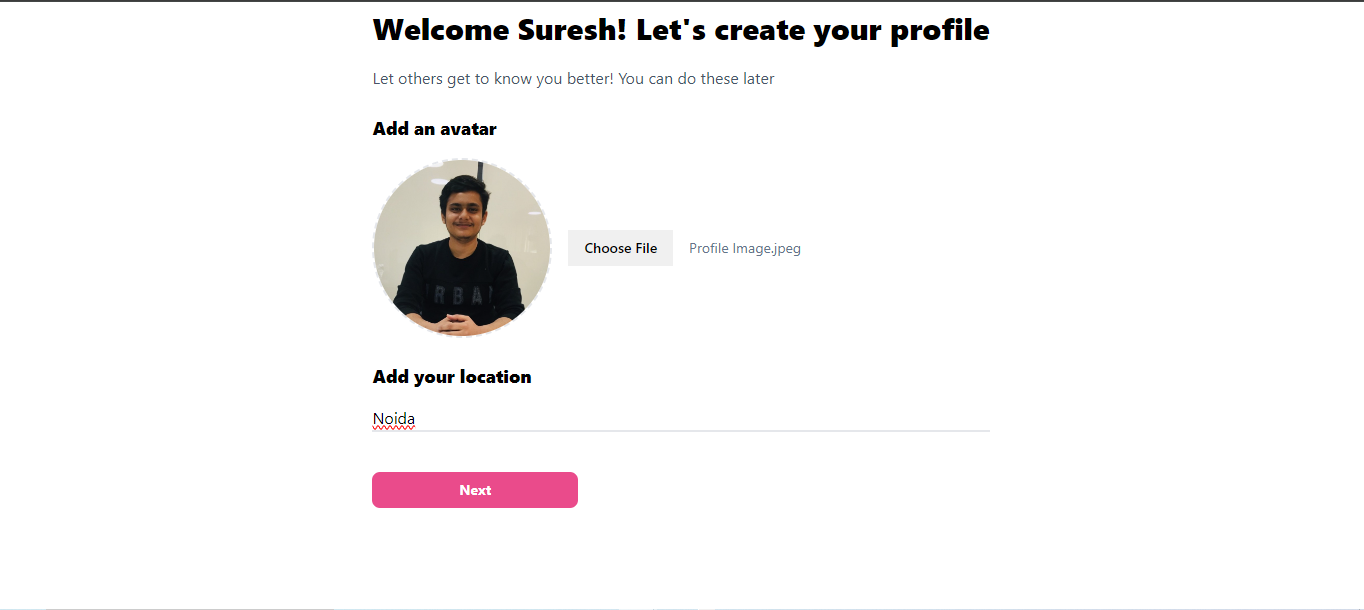 Welcome Suresh! Let's create your profile
Let others get to know you better! You can do these later
Add an avatar
RBA
Choose File Profile Image.jpeg
Add your location
Noida
Next